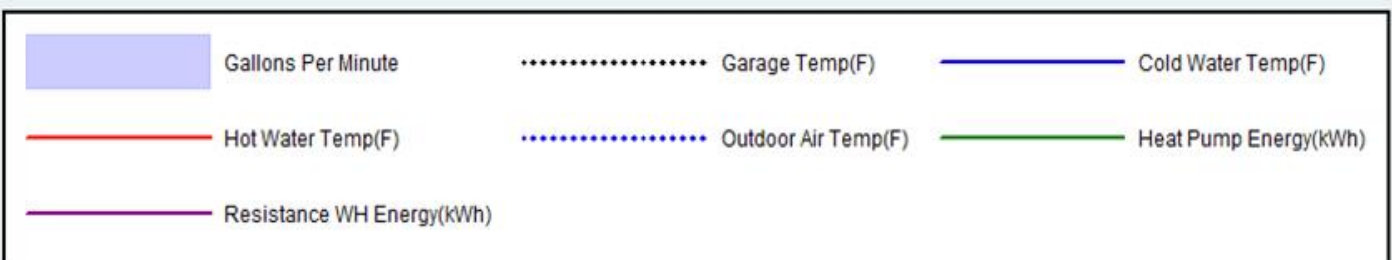 Gallons Per Minute Garage Temp(F) Cold Water Temp(F)
Hot Water Temp(F) Outdoor Air Temp(F) Heat Pump Energy(kWh)
Resistance WH Energy(kWh)